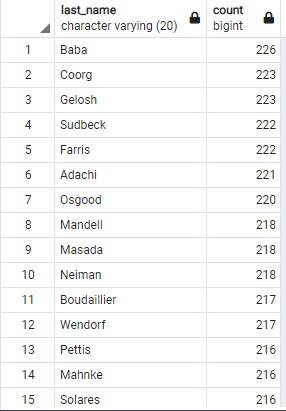 last_name count
character varying (20) bigint
1 Baba 226
2 Coorg 223
3 Gelosh 223
4 Sudbeck 222
5 Farris 222
6 Adachi 221
7 Osgood 220
8 Mandell 218
9 Masada 218
10 Neiman 218
11 Boudaillier 217
12 Wendorf 217
13 Pettis 216
14 Mahnke 216
15 Solares 216